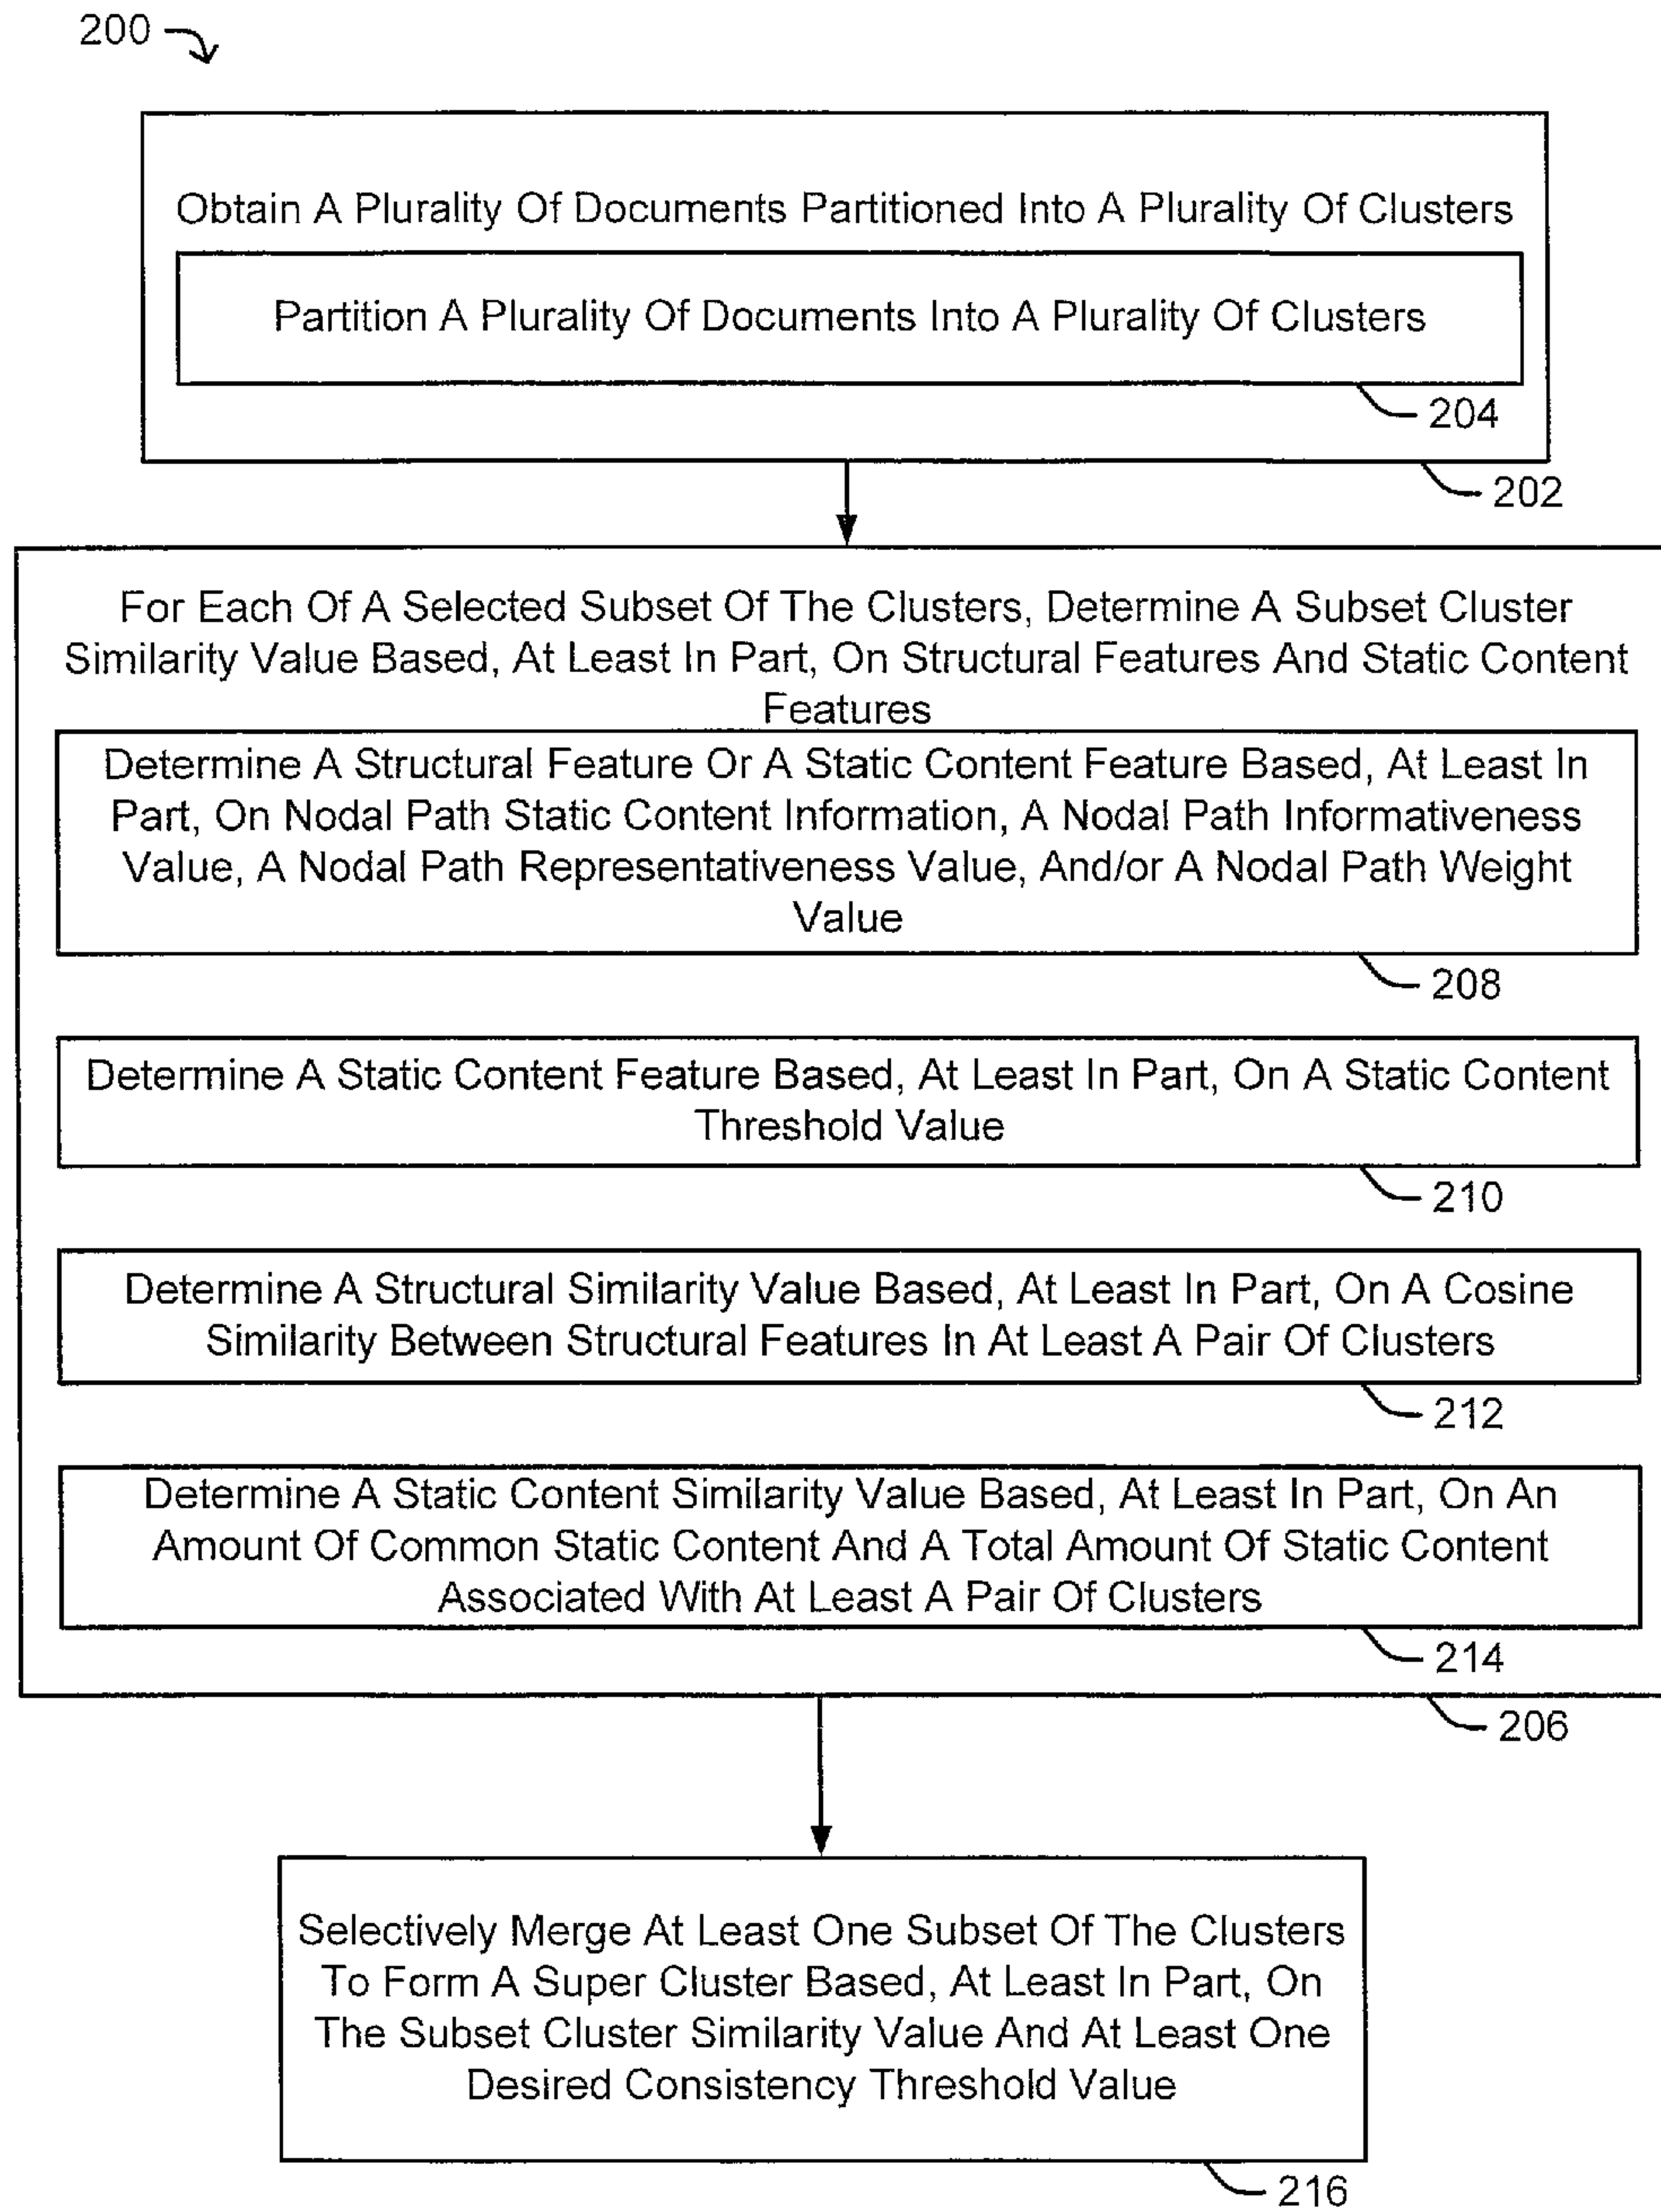 200
Obtain A Plurality Of Documents Partitioned Into A Plurality Of Clusters
Partition A Plurality Of Documents Into A Plurality Of Clusters
204
202
For Each Of A Selected Subset Of The Clusters, Determine A Subset Cluster
Similarity Value Based, At Least In Part, On Structural Features And Static Content
Features
Determine A Structural Feature Or A Static Content Feature Based, At Least In
Part, On Nodal Path Static Content Information, A Nodal Path Informativeness
Value, A Nodal Path Representativeness Value, And/or A Nodal Path Weight
Value
208
Determine A Static Content Feature Based, At Least In Part, On A Static Content
Threshold Value
210
Determine A Structural Similarity Value Based, At Least In Part, On A Cosine
Similarity Between Structural Features In At Least A Pair Of Clusters
212
Determine A Static Content Similarity Value Based, At Least In Part, On An
Amount Of Common Static Content And A Total Amount Of Static Content
Associated With At Least A Pair Of Clusters
214
206
Selectively Merge At Least One Subset Of The Clusters
To Form A Super Cluster Based, At Least In Part, On
The Subset Cluster Similarity Value And At Least One
Desired Consistency Threshold Value
216